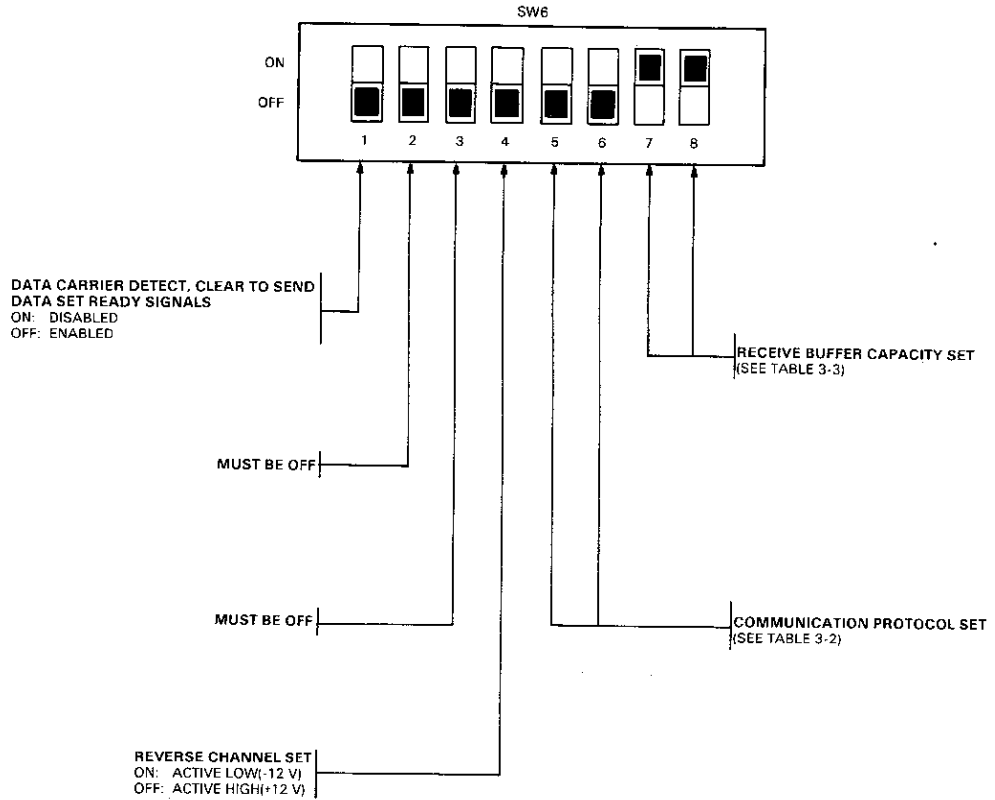 SW6
ON
OFF
1 2 3 4 5 6 7 8
DATA CARRIER DETECT, CLEAR TO SEND
DATA SET READY SIGNALS
ON: DISABLED
OFF: ENABLED
RECEIVE BUFFER CAPACITY SET
(SEE TABLE 3-3)
MUST BE OFF
MUST BE OFF
COMMUNICATION PROTOCOL SET
(SEE TABLE 3-2)
REVERSE CHANNEL SET
ON: ACTIVE LOW(-12 V)
OFF: ACTIVE HIGH(+12 V)